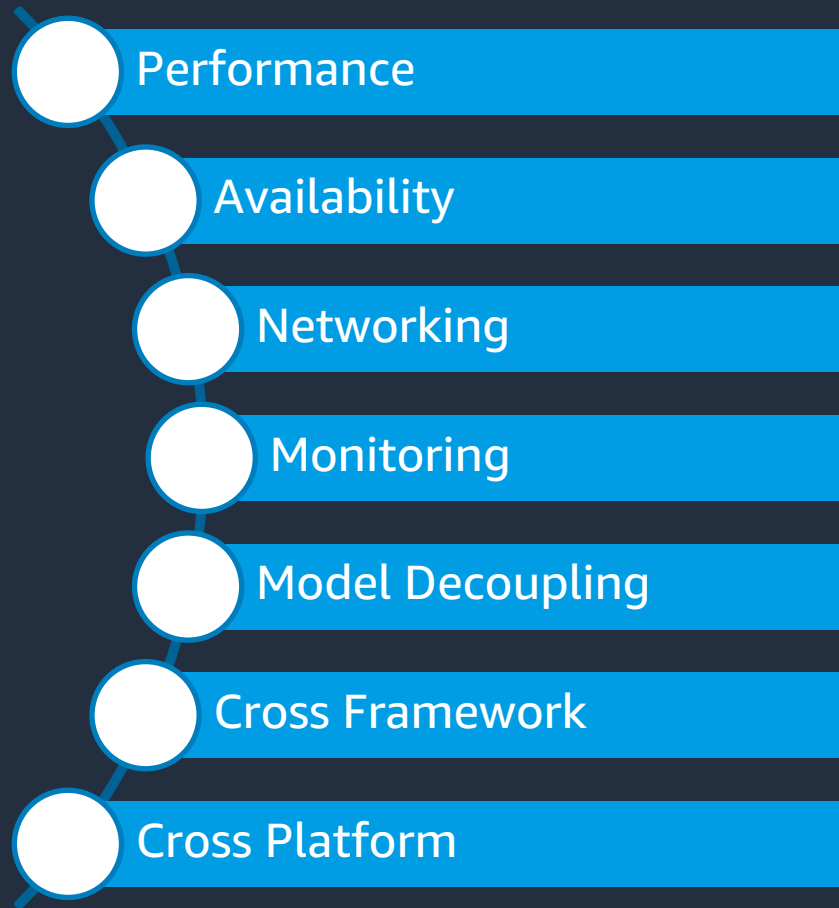 Performance
Availability
Networking
Monitoring
Model Decoupling
Cross Framework
Cross Platform